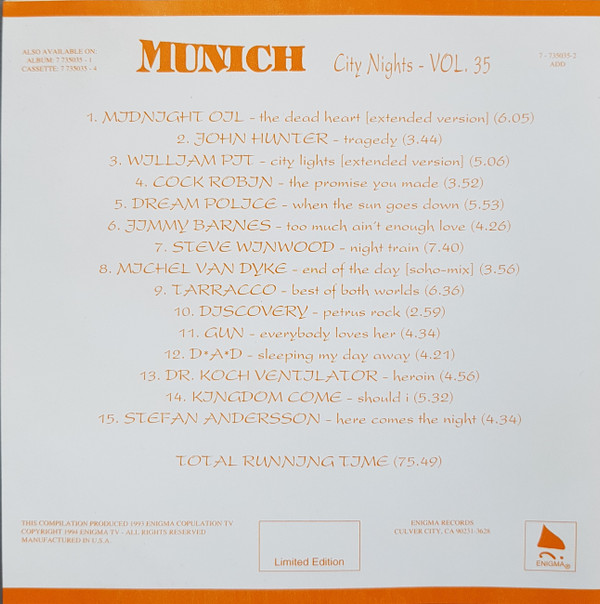 ALSO AVAILABLE ON:
ALBUM: 7 735035 - 1
CASSETTE: 7 735035 - 4
MUNICH
City Nights - VOL. 35
7 - 735035-2
ADD
1. MIDNIGHT OIL - the dead heart [extended version] (6.05)
2. JOHN HUNTER - tragedy (3.44)
3. WILLIAM PIT - city lights [extended version] (5.06)
4. COCK ROBIN - the promise you made (3.52)
5. DREAM POLICE - when the sun goes down (5.53)
6. JIMMY BARNES - too much ain't enough love (4.26)
7. STEVE WINWOOD - night train (7.40)
8. MICHEL VAN DYKE - end of the day [soho-mix] (3.56)
9. TARRACCO - best of both worlds (6.36)
10. DISCOVERY - petrus rock (2.59)
11. GUN - everybody loves her (4.34)
12. D*A*D - sleeping my day away (4.21)
13. DR. KOCH VENTILATOR - heroin (4.56)
14. KINGDOM COME - should i (5.32)
15. STEFAN ANDERSSON - here comes the night (4.34)
TOTAL RUNNING TIME (75.49)
THIS COMPILATION PRODUCED 1993 ENIGMA COPULATION TV
COPYRIGHT 1994 ENIGMA TV - ALL RIGHTS RESERVED
MANUFACTURED IN U.S.A.
Limited Edition
ENIGMA RECORDS
CULVER CITY, CA 90231-3628
ENIGMA